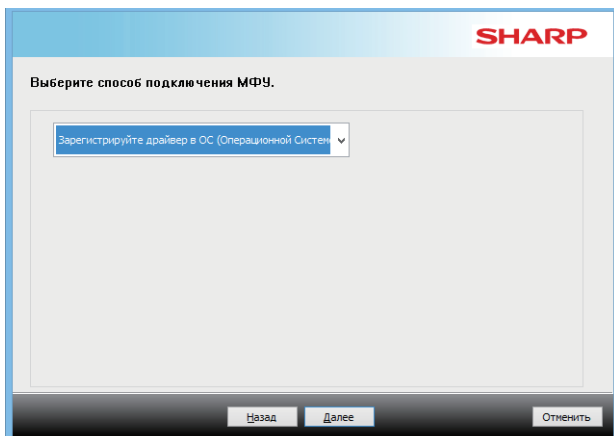 SHARP
Выберите способ подключения МФУ.
Зарегистрируйте драйвер в ОС (Операционной Систем
Назад
Далее
Отменить